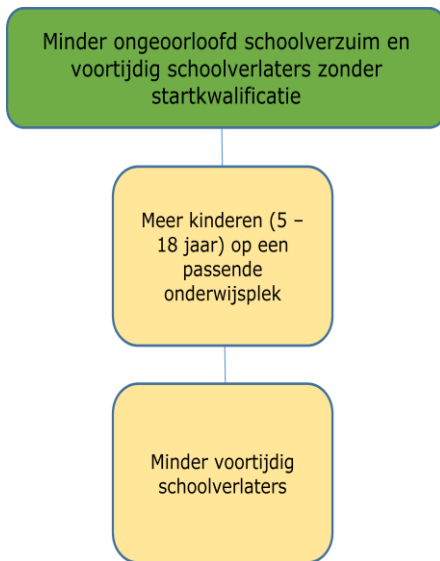 Minder ongeoorloofd schoolverzuim en
voortijdig schoolverlaters zonder
startkwalificatie
Meer kinderen (5 –
18 jaar) op een
passende
onderwijsplek
Minder voortijdig
schoolverlaters